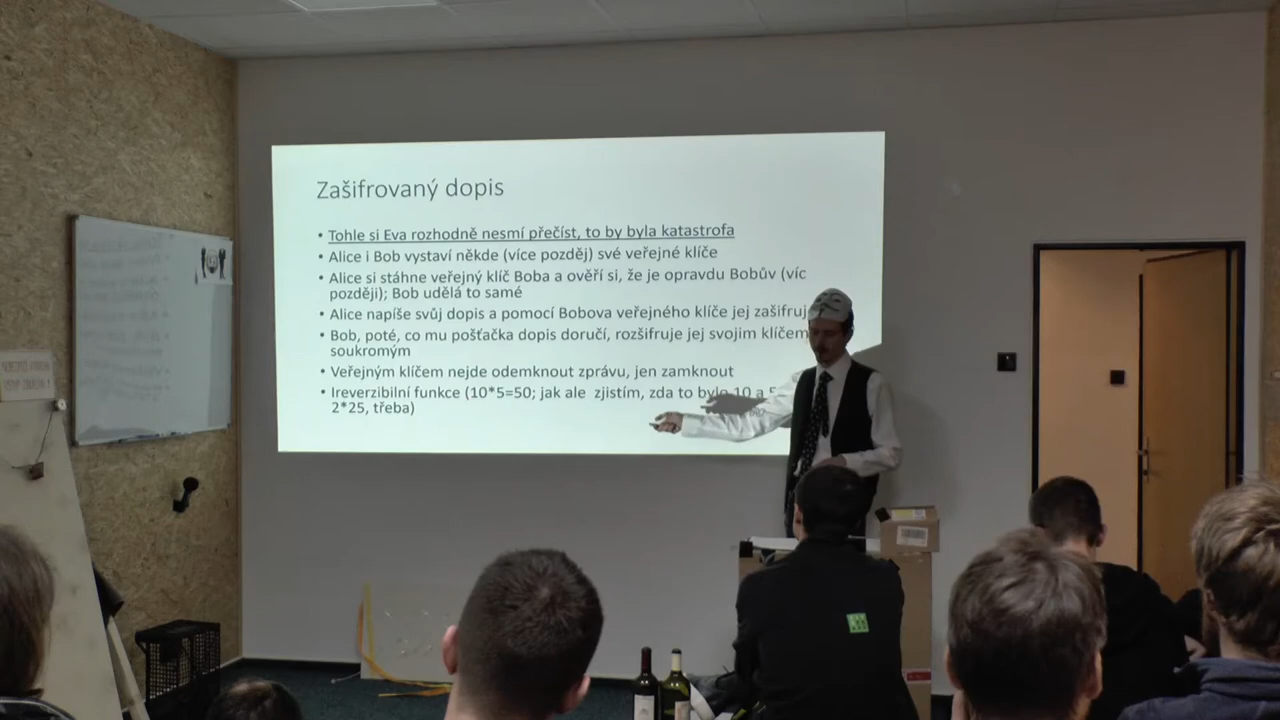 Zašifrovaný dopis
• Tohle si Eva rozhodně nesmí přečíst, to by byla katastrofa
• Alice i Bob vystaví někde (více později) své veřejné klíče
• Alice si stáhne veřejný klíč Boba a ověří si, že je opravdu Bobův (víc
později); Bob udělá to samé
• Alice napíše svůj dopis a pomocí Bobova veřejného klíče jej zašifruj
• Bob, poté, co mu pošťačka dopis doručí, rozšifruje jej svojim klíčem
soukromým
• Veřejným klíčem nejde odemknout zprávu, jen zamknout
• Ireverzibilní funkce (10*5=50; jak ale zjistím, zda to bylo 10 a 5
2*25, třeba)